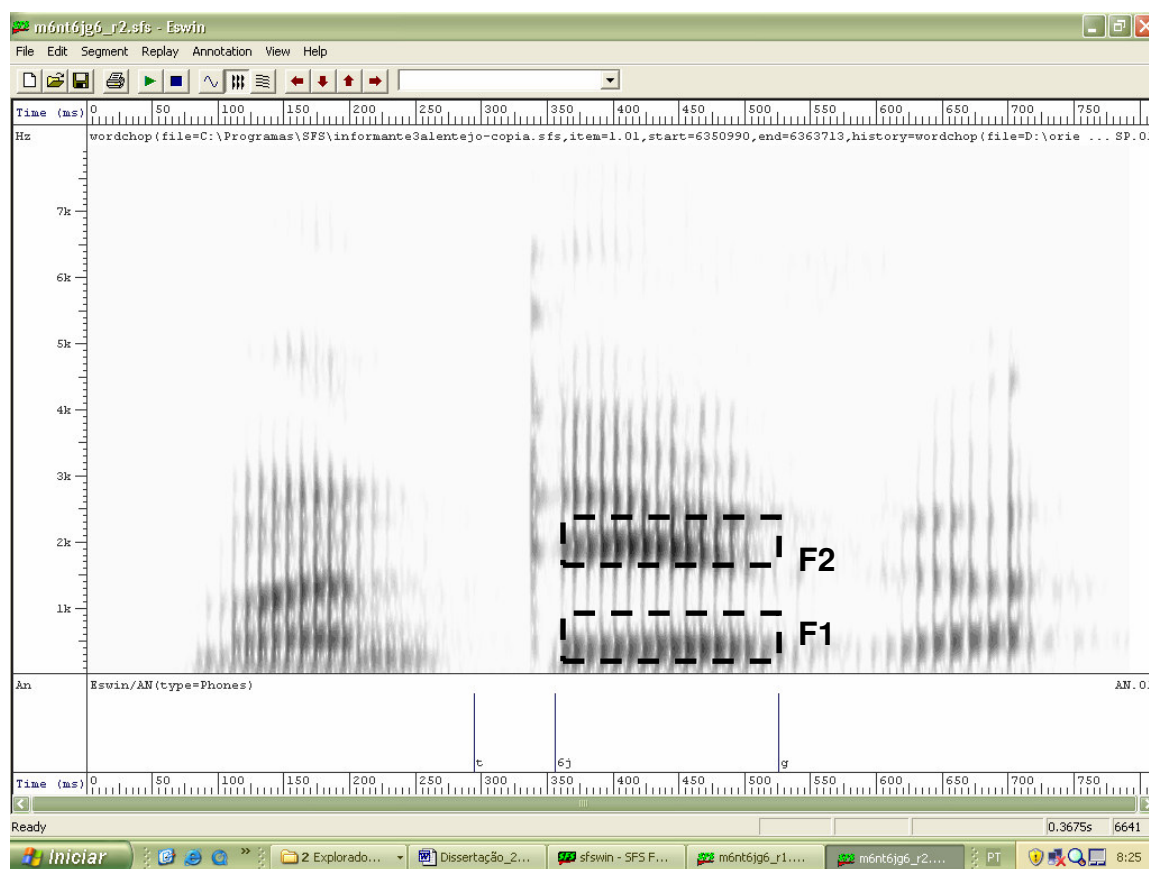 m6nt6jg6_r2.sfs - Eswin
File Edit Segment Replay Annotation View Help
Time (ms) 0 50 100 150 200 250 300 350 400 450 500 550 600 650 700 750
Hz wordchop(file=C:\Programas\SFS\informante3alentejo-copia.sfs,item=1.01,start=6350990,end=6363713,history=wordchop(file=D:\orie ... SP.0
7k
6k
5k
4k
3k
2k
F2
1k
F1
An Eswin/AN(type=Phones) AN.0
t 6j g
Time (ms) 0 50 100 150 200 250 300 350 400 450 500 550 600 650 700 750
Ready 0.3675s 6641
Iniciar » 2 Explorado... Dissertação_2... sfswin - SFS F... m6nt6jg6_r1.... m6nt6jg6_r2.... PT 8:25